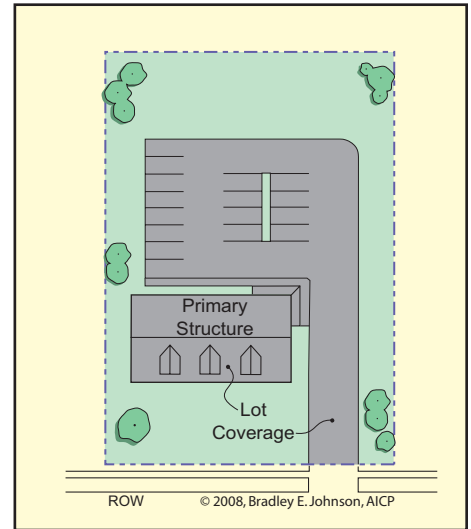 Primary
Structure
Lot
Coverage
ROW
© 2008, Bradley E. Johnson, AICP